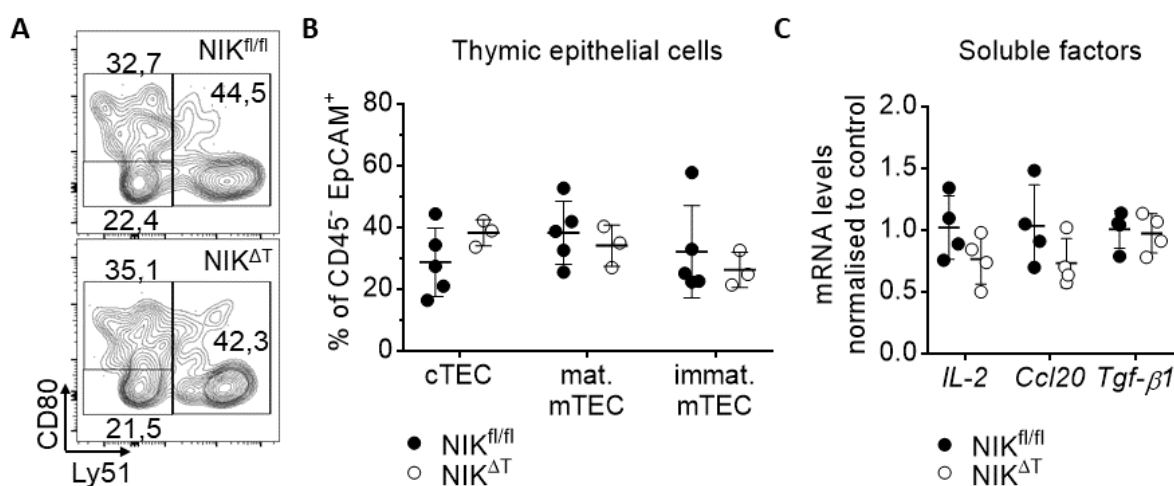 A
NIKfl/fl
32,7
44,5
22,4
NIKΔT
35,1
42,3
21,5
CD80
Ly51
B
Thymic epithelial cells
% of CD45- EpCAM+
80
60
40
20
0
cTEC
mat.
mTEC
immat.
mTEC
NIKfl/fl
NIKΔT
C
Soluble factors
mRNA levels
normalised to control
2.0
1.5
1.0
0.5
0.0
IL-2
Ccl20
Tgf-β1
NIKfl/fl
NIKΔT